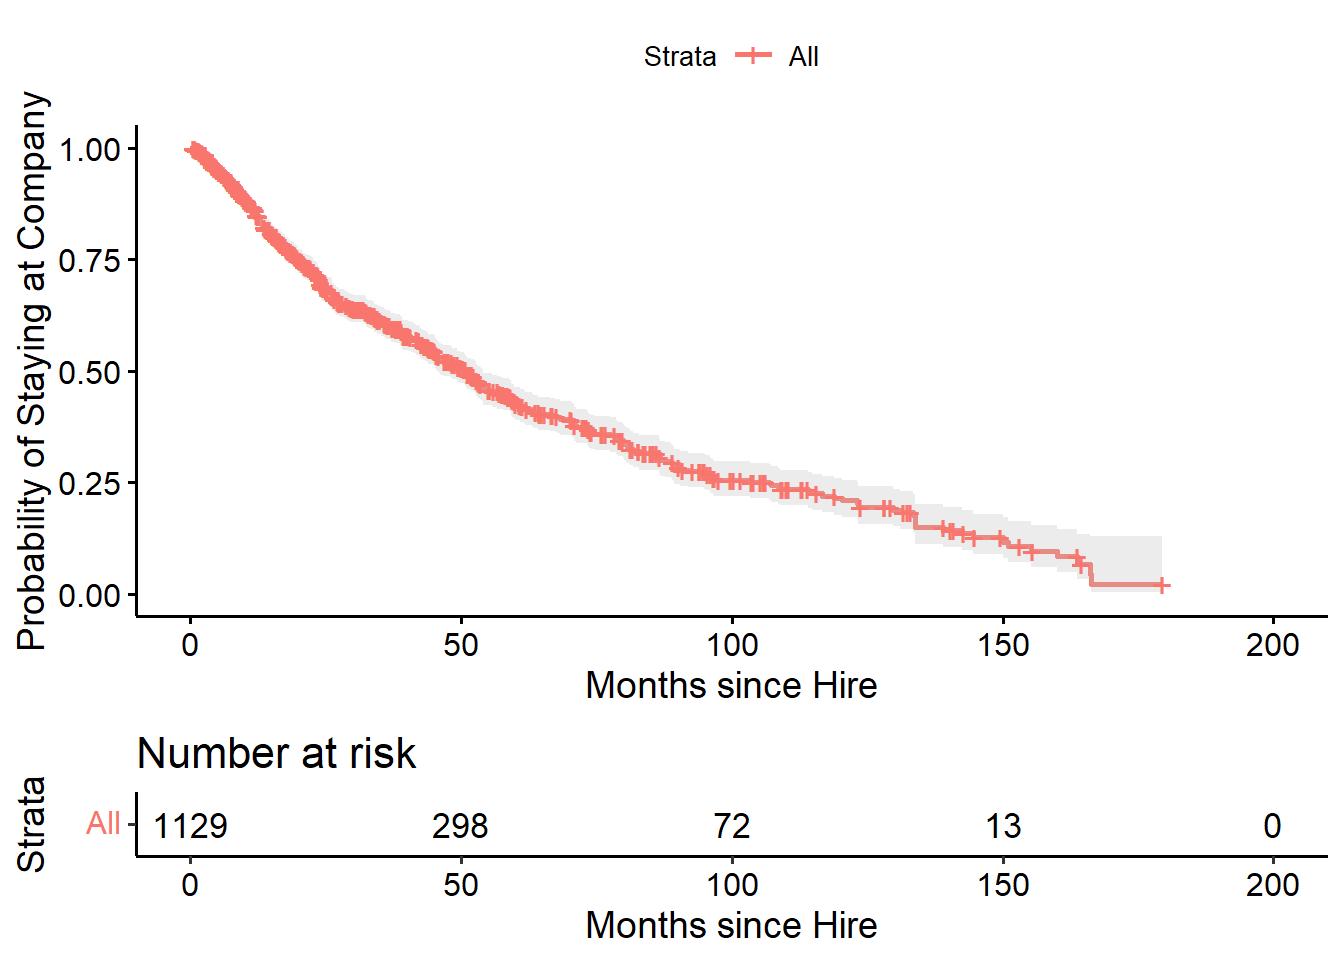 Strata All
Probability of Staying at Company
1.00
0.75
0.50
0.25
0.00
0 50 100 150 200
Months since Hire
Number at risk
Strata
All 1129 298 72 13 0
0 50 100 150 200
Months since Hire